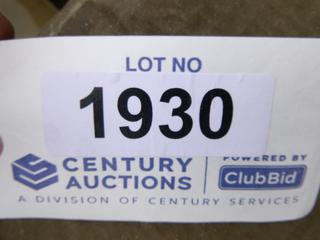 LOT NO
1930
CENTURY AUCTIONS
POWERED BY
ClubBid
A DIVISION OF CENTURY SERVICES